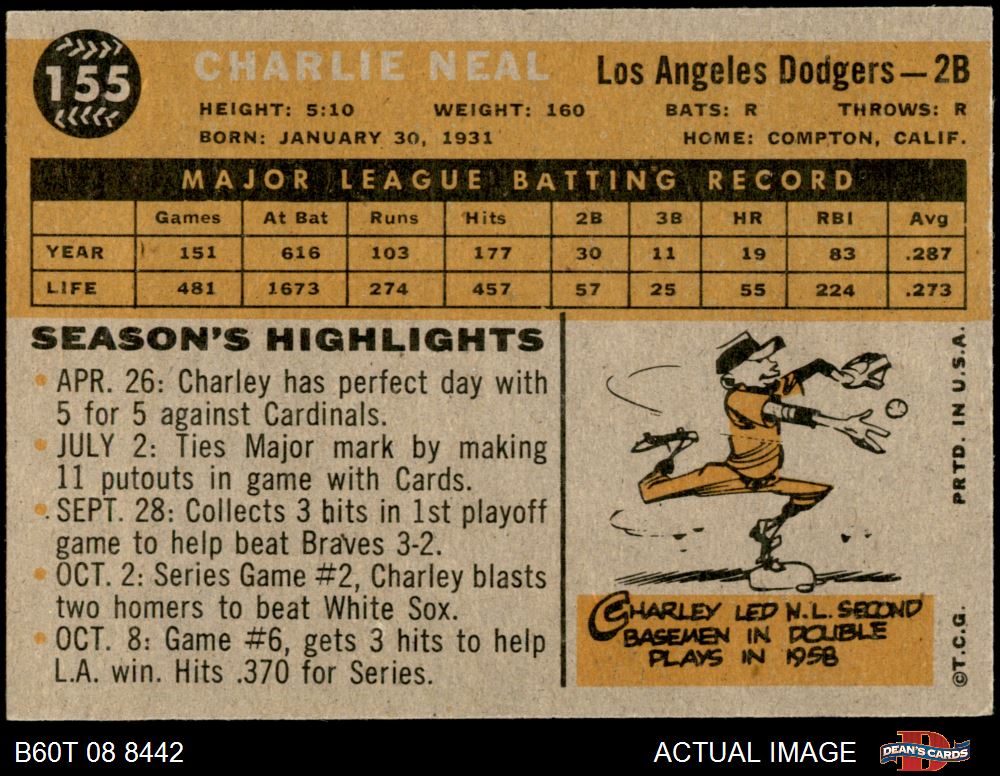 155
CHARLIE NEAL
Los Angeles Dodgers—2B
HEIGHT: 5:10 WEIGHT: 160 BATS: R THROWS: R
BORN: JANUARY 30, 1931 HOME: COMPTON, CALIF.
MAJOR LEAGUE BATTING RECORD
Games At Bat Runs Hits 2B 3B HR RBI Avg
YEAR 151 616 103 177 30 11 19 83 .287
LIFE 481 1673 274 457 57 25 55 224 .273
SEASON'S HIGHLIGHTS
• APR. 26: Charley has perfect day with
5 for 5 against Cardinals.
• JULY 2: Ties Major mark by making
11 putouts in game with Cards.
• SEPT. 28: Collects 3 hits in 1st playoff
game to help beat Braves 3-2.
• OCT. 2: Series Game #2, Charley blasts
two homers to beat White Sox.
• OCT. 8: Game #6, gets 3 hits to help
L.A. win. Hits .370 for Series.
CHARLEY LED N.L. SECOND
BASEMEN IN DOUBLE
PLAYS IN 1958
©T.C.G. PRTD. IN U.S.A.
B60T 08 8442
ACTUAL IMAGE
DEAN'S CARDS